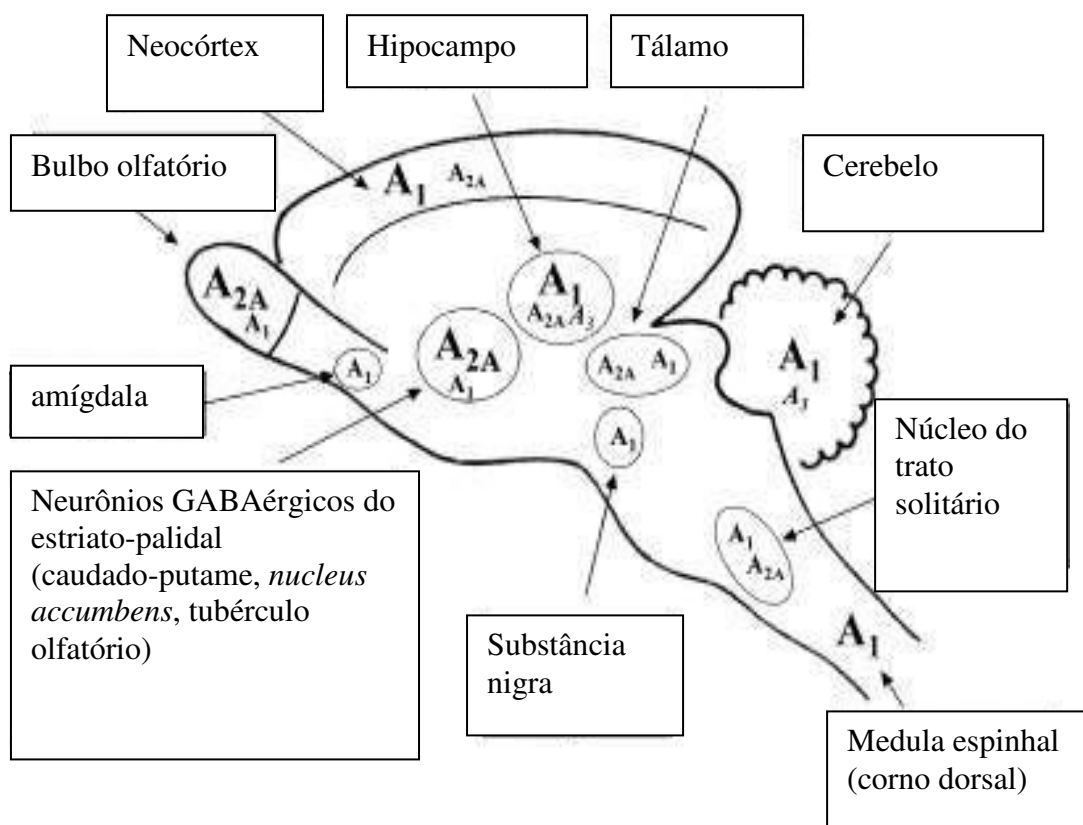 Neocórtex
Hipocampo
Tálamo
Bulbo olfatório
Cerebelo
A1 A2A
A2A
A1
A1
A2A A3
A2A
A1
A1
A2A A1
A1
A3
A1
amígdala
Núcleo do
trato
solitário
Neurônios GABAérgicos do
estriato-palidal
(caudado-putame, nucleus
accumbens, tubérculo
olfatório)
A1
A2A
A1
Substância
nigra
Medula espinhal
(corno dorsal)